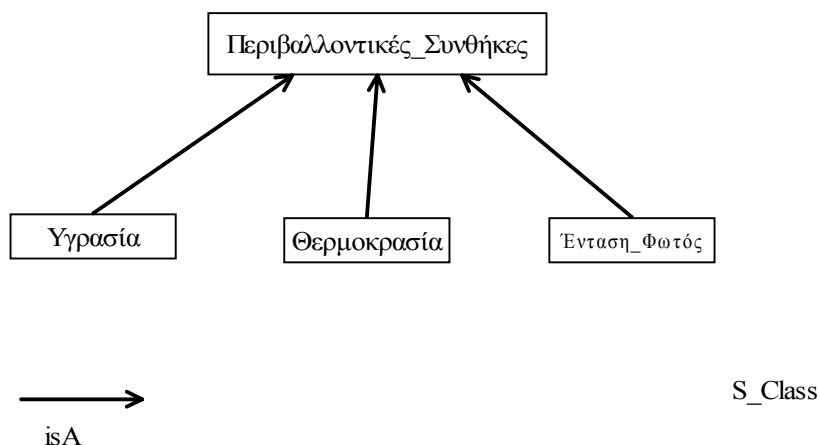 Περιβαλλοντικές_Συνθήκες
Υγρασία
Θερμοκρασία
Ένταση_Φωτός
S_Class
isA